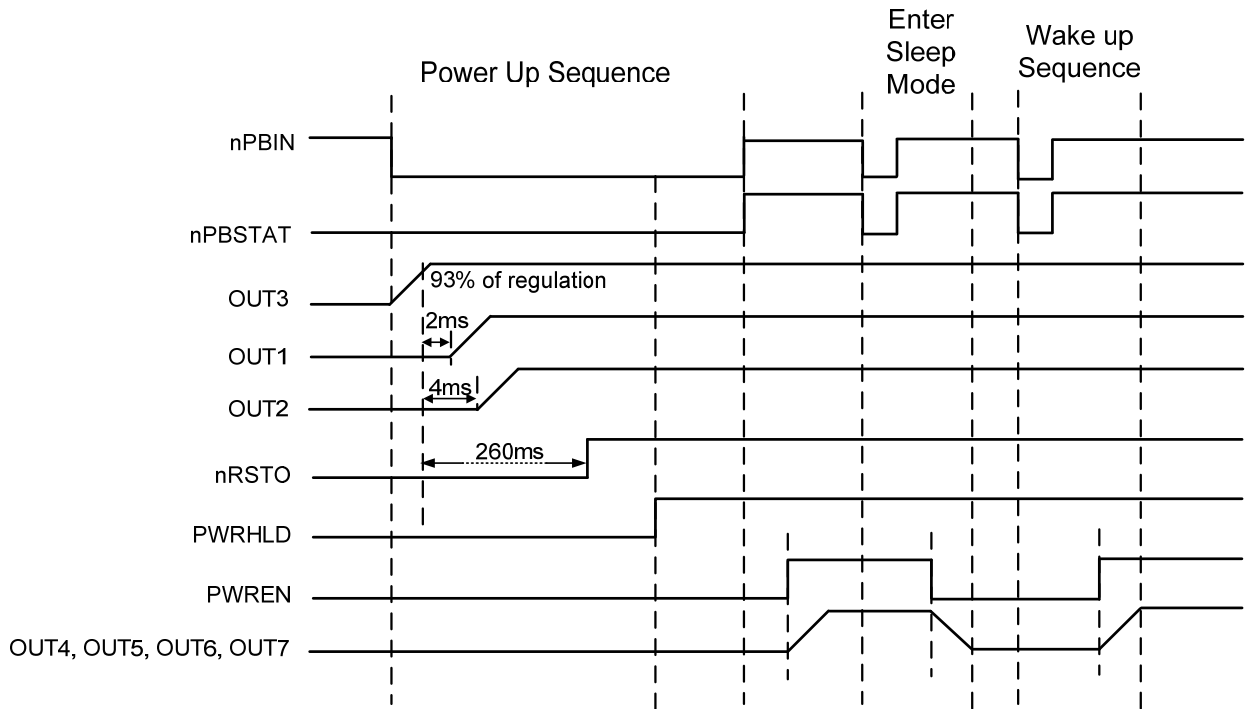 Power Up Sequence
Enter
Sleep
Mode
Wake up
Sequence
nPBIN
nPBSTAT
OUT3
93% of regulation
2ms
OUT1
4ms
OUT2
260ms
nRSTO
PWRHLD
PWREN
OUT4, OUT5, OUT6, OUT7